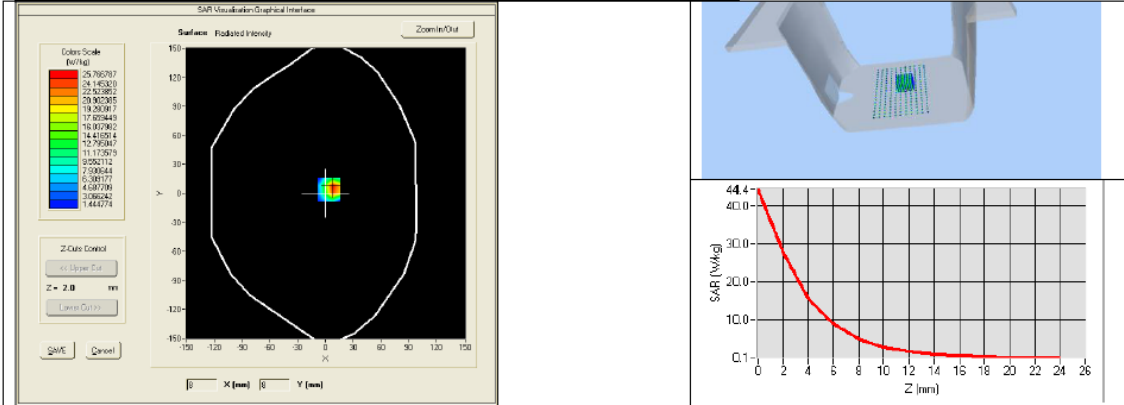 SAR Visualisation Graphical Interface
Surface Radiated Intensity
Zoom In/Out
Colors Scale
(W/kg)
25.766787
24.145320
22.523852
20.902385
19.280917
17.659449
16.037982
14.416514
12.795047
11.173579
9.552112
7.930644
6.309177
4.687709
3.066242
1.444774
Z-Cuts Control
<< Upper Cut
Z = 2.0 mm
Lower Cut >>
SAVE
Cancel
150
120
90
60
30
0
-30
-60
-90
-120
-150
Y
-150 -120 -90 -60 -30 0 30 60 90 120 150
X
8 X (mm) 8 Y (mm)
44.4
40.0
30.0
20.0
10.0
0.1
SAR (W/kg)
0 2 4 6 8 10 12 14 16 18 20 22 24 26
Z (mm)